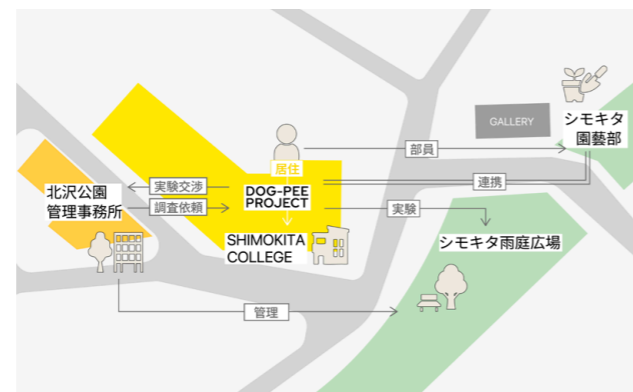 GALLERY
シモキタ
園藝部
部員
居住
連携
実験交渉
DOG-PEE
PROJECT
北沢公園
管理事務所
調査依頼
実験
SHIMOKITA
COLLEGE
シモキタ雨庭広場
管理